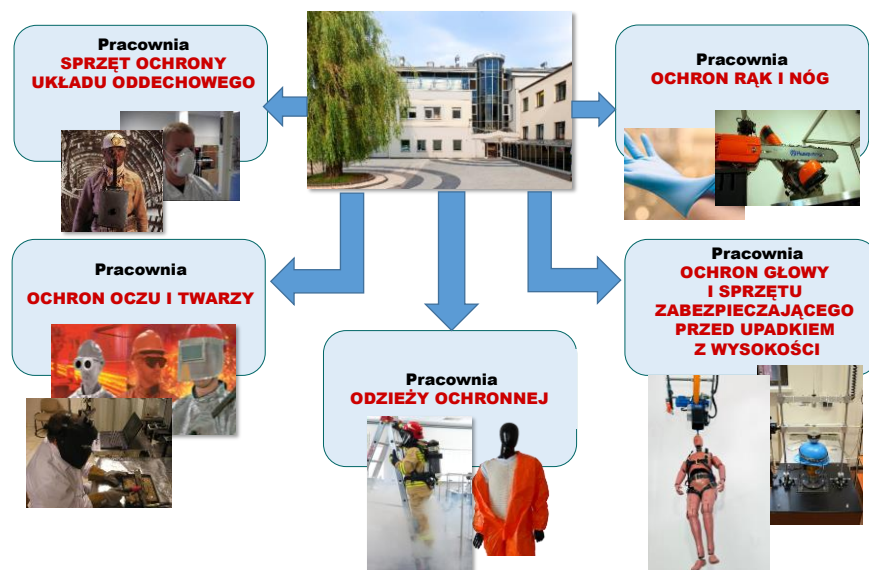 Pracownia
SPRZĘT OCHRONY
UKŁADU ODDECHOWEGO
Pracownia
OCHRON RĄK I NÓG
Pracownia
OCHRON OCZU I TWARZY
Pracownia
ODZIEŻY OCHRONNEJ
Pracownia
OCHRON GŁOWY
I SPRZĘTU
ZABEZPIECZAJĄCEGO
PRZED UPADKIEM
Z WYSOKOŚCI